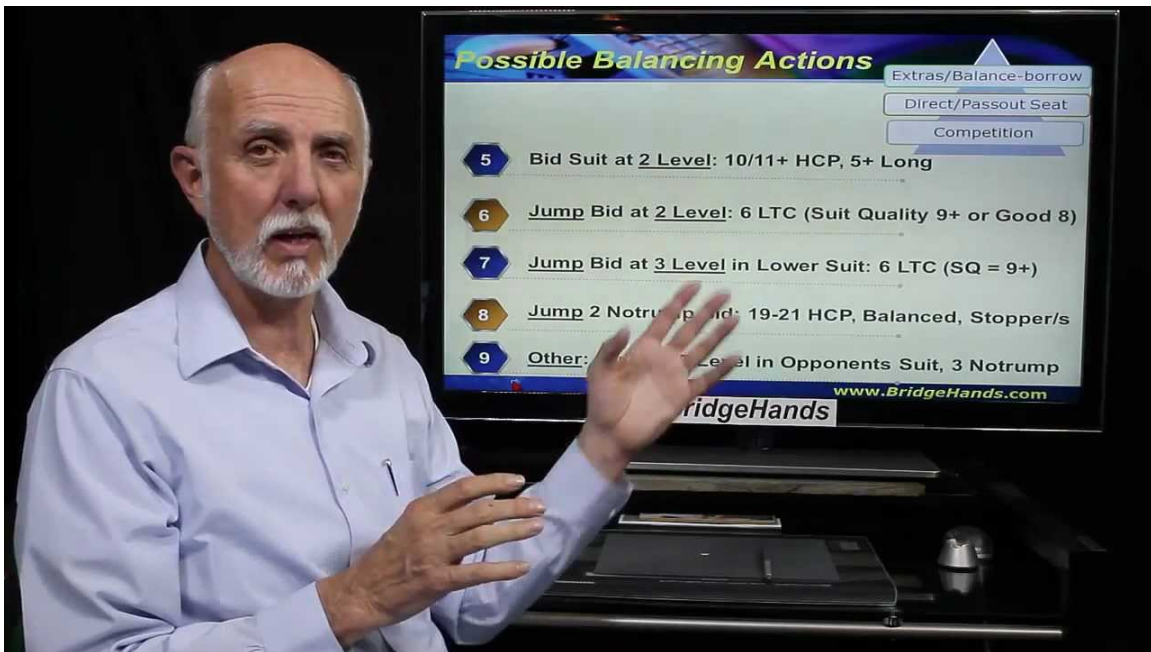 Possible Balancing Actions
Extras/Balance-borrow
Direct/Passout Seat
Competition
5 Bid Suit at 2 Level: 10/11+ HCP, 5+ Long
6 Jump Bid at 2 Level: 6 LTC (Suit Quality 9+ or Good 8)
7 Jump Bid at 3 Level in Lower Suit: 6 LTC (SQ = 9+)
8 Jump 2 Notrump Bid: 19-21 HCP, Balanced, Stopper/s
9 Other: Level in Opponents Suit, 3 Notrump
www.BridgeHands.com
BridgeHands